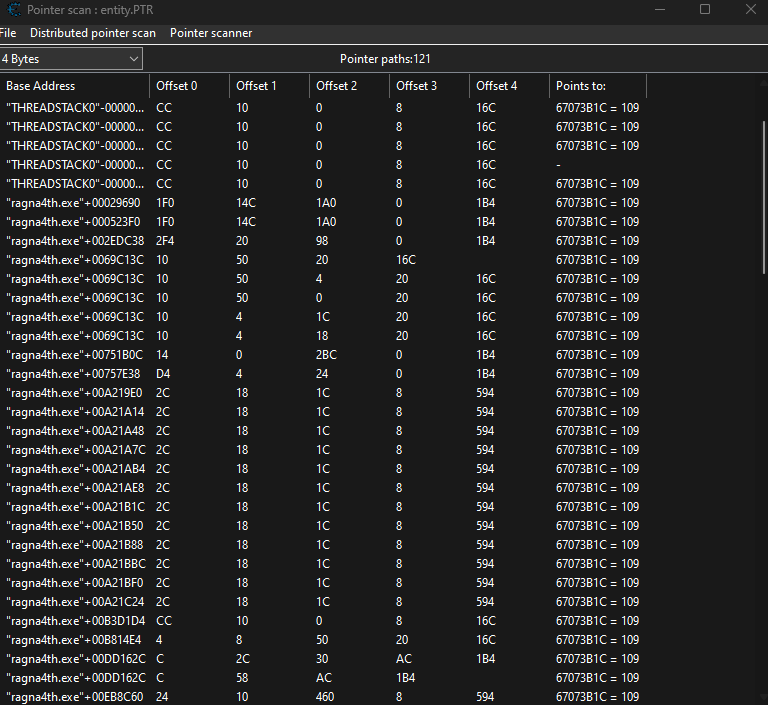 Pointer scan : entity.PTR
File Distributed pointer scan Pointer scanner
4 Bytes Pointer paths:121
Base Address Offset 0 Offset 1 Offset 2 Offset 3 Offset 4 Points to:
"THREADSTACK0"-00000... CC 10 0 8 16C 67073B1C = 109
"THREADSTACK0"-00000... CC 10 0 8 16C 67073B1C = 109
"THREADSTACK0"-00000... CC 10 0 8 16C 67073B1C = 109
"THREADSTACK0"-00000... CC 10 0 8 16C -
"THREADSTACK0"-00000... CC 10 0 8 16C 67073B1C = 109
"ragna4th.exe"+00029690 1F0 14C 1A0 0 1B4 67073B1C = 109
"ragna4th.exe"+000523F0 1F0 14C 1A0 0 1B4 67073B1C = 109
"ragna4th.exe"+002EDC38 2F4 20 98 0 1B4 67073B1C = 109
"ragna4th.exe"+0069C13C 10 50 20 16C 67073B1C = 109
"ragna4th.exe"+0069C13C 10 50 4 20 16C 67073B1C = 109
"ragna4th.exe"+0069C13C 10 50 0 20 16C 67073B1C = 109
"ragna4th.exe"+0069C13C 10 4 1C 20 16C 67073B1C = 109
"ragna4th.exe"+0069C13C 10 4 18 20 16C 67073B1C = 109
"ragna4th.exe"+00751B0C 14 0 2BC 0 1B4 67073B1C = 109
"ragna4th.exe"+00757E38 D4 4 24 0 1B4 67073B1C = 109
"ragna4th.exe"+00A219E0 2C 18 1C 8 594 67073B1C = 109
"ragna4th.exe"+00A21A14 2C 18 1C 8 594 67073B1C = 109
"ragna4th.exe"+00A21A48 2C 18 1C 8 594 67073B1C = 109
"ragna4th.exe"+00A21A7C 2C 18 1C 8 594 67073B1C = 109
"ragna4th.exe"+00A21AB4 2C 18 1C 8 594 67073B1C = 109
"ragna4th.exe"+00A21AE8 2C 18 1C 8 594 67073B1C = 109
"ragna4th.exe"+00A21B1C 2C 18 1C 8 594 67073B1C = 109
"ragna4th.exe"+00A21B50 2C 18 1C 8 594 67073B1C = 109
"ragna4th.exe"+00A21B88 2C 18 1C 8 594 67073B1C = 109
"ragna4th.exe"+00A21BBC 2C 18 1C 8 594 67073B1C = 109
"ragna4th.exe"+00A21BF0 2C 18 1C 8 594 67073B1C = 109
"ragna4th.exe"+00A21C24 2C 18 1C 8 594 67073B1C = 109
"ragna4th.exe"+00B3D1D4 CC 10 0 8 16C 67073B1C = 109
"ragna4th.exe"+00B814E4 4 8 50 20 16C 67073B1C = 109
"ragna4th.exe"+00DD162C C 2C 30 AC 1B4 67073B1C = 109
"ragna4th.exe"+00DD162C C 58 AC 1B4 67073B1C = 109
"ragna4th.exe"+00EB8C60 24 10 460 8 594 67073B1C = 109